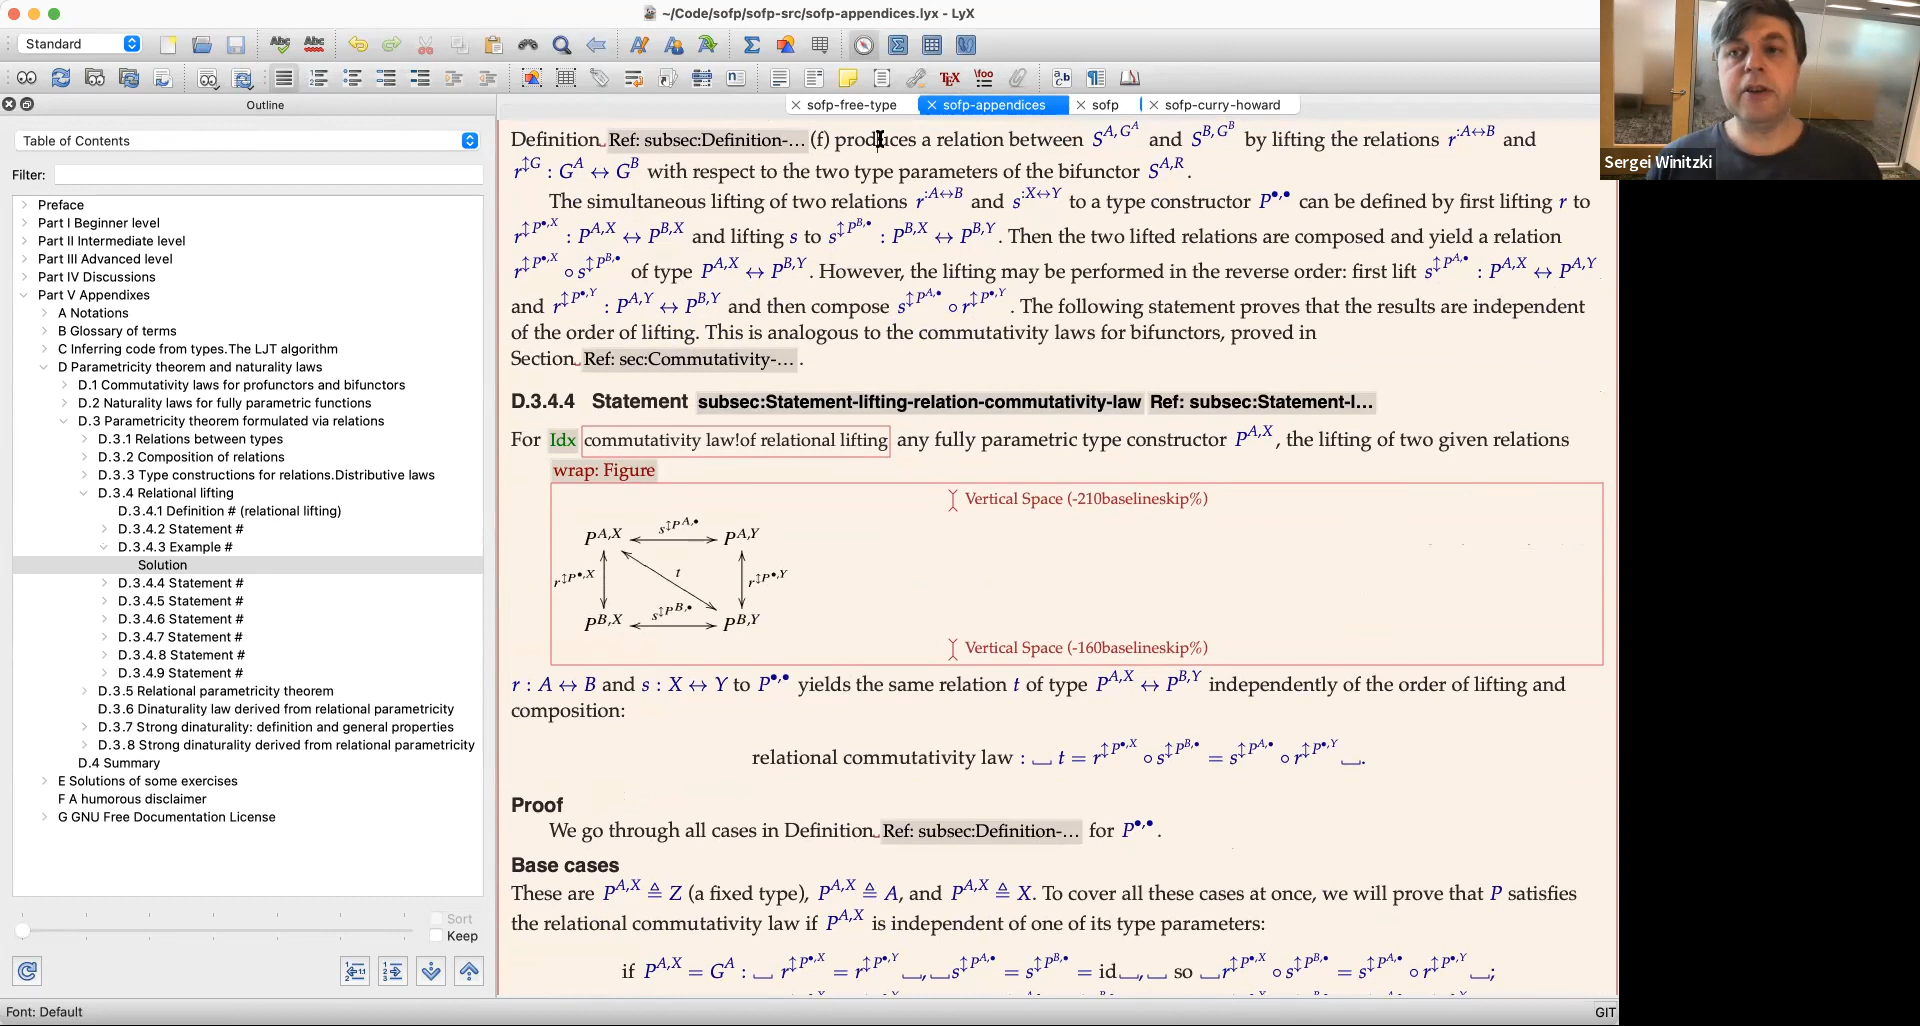 ~/Code/sofp/sofp-src/sofp-appendices.lyx - LyX
Standard
Outline
sofp-free-type
sofp-appendices
sofp
sofp-curry-howard
Table of Contents
Filter:
Preface
Part I Beginner level
Part II Intermediate level
Part III Advanced level
Part IV Discussions
Part V Appendixes
A Notations
B Glossary of terms
C Inferring code from types.The LJT algorithm
D Parametricity theorem and naturality laws
D.1 Commutativity laws for profunctors and bifunctors
D.2 Naturality laws for fully parametric functions
D.3 Parametricity theorem formulated via relations
D.3.1 Relations between types
D.3.2 Composition of relations
D.3.3 Type constructions for relations.Distributive laws
D.3.4 Relational lifting
D.3.4.1 Definition # (relational lifting)
D.3.4.2 Statement #
D.3.4.3 Example #
Solution
D.3.4.4 Statement #
D.3.4.5 Statement #
D.3.4.6 Statement #
D.3.4.7 Statement #
D.3.4.8 Statement #
D.3.4.9 Statement #
D.3.5 Relational parametricity theorem
D.3.6 Dinaturality law derived from relational parametricity
D.3.7 Strong dinaturality: definition and general properties
D.3.8 Strong dinaturality derived from relational parametricity
D.4 Summary
E Solutions of some exercises
F A humorous disclaimer
G GNU Free Documentation License
Sort
Keep
Font: Default
GIT
Definition Ref: subsec:Definition-... (f) produces a relation between S^{A,G^A} and S^{B,G^B} by lifting the relations r^{:A↔B} and
r^{↕G} : G^A ↔ G^B with respect to the two type parameters of the bifunctor S^{A,R}.
The simultaneous lifting of two relations r^{:A↔B} and s^{:X↔Y} to a type constructor P^{•,•} can be defined by first lifting r to
r^{↕P^{•,X}} : P^{A,X} ↔ P^{B,X} and lifting s to s^{↕P^{B,•}} : P^{B,X} ↔ P^{B,Y}. Then the two lifted relations are composed and yield a relation
r^{↕P^{•,X}} ∘ s^{↕P^{B,•}} of type P^{A,X} ↔ P^{B,Y}. However, the lifting may be performed in the reverse order: first lift s^{↕P^{A,•}} : P^{A,X} ↔ P^{A,Y}
and r^{↕P^{•,Y}} : P^{A,Y} ↔ P^{B,Y} and then compose s^{↕P^{A,•}} ∘ r^{↕P^{•,Y}}. The following statement proves that the results are independent
of the order of lifting. This is analogous to the commutativity laws for bifunctors, proved in
Section Ref: sec:Commutativity-... .
D.3.4.4 Statement subsec:Statement-lifting-relation-commutativity-law Ref: subsec:Statement-l...
For Idx commutativity law!of relational lifting any fully parametric type constructor P^{A,X}, the lifting of two given relations
wrap: Figure
Vertical Space (-210baselineskip%)
P^{A,X} s^{↕P^{A,•}} P^{A,Y}
r^{↕P^{•,X}} t r^{↕P^{•,Y}}
P^{B,X} s^{↕P^{B,•}} P^{B,Y}
Vertical Space (-160baselineskip%)
r : A ↔ B and s : X ↔ Y to P^{•,•} yields the same relation t of type P^{A,X} ↔ P^{B,Y} independently of the order of lifting and
composition:
relational commutativity law : t = r^{↕P^{•,X}} ∘ s^{↕P^{B,•}} = s^{↕P^{A,•}} ∘ r^{↕P^{•,Y}} .
Proof
We go through all cases in Definition Ref: subsec:Definition-... for P^{•,•}.
Base cases
These are P^{A,X} ≜ Z (a fixed type), P^{A,X} ≜ A, and P^{A,X} ≜ X. To cover all these cases at once, we will prove that P satisfies
the relational commutativity law if P^{A,X} is independent of one of its type parameters:
if P^{A,X} = G^A : r^{↕P^{•,X}} = r^{↕P^{•,Y}} , s^{↕P^{A,•}} = s^{↕P^{B,•}} = id , so r^{↕P^{•,X}} ∘ s^{↕P^{B,•}} = s^{↕P^{A,•}} ∘ r^{↕P^{•,Y}} ;
Sergei Winitzki